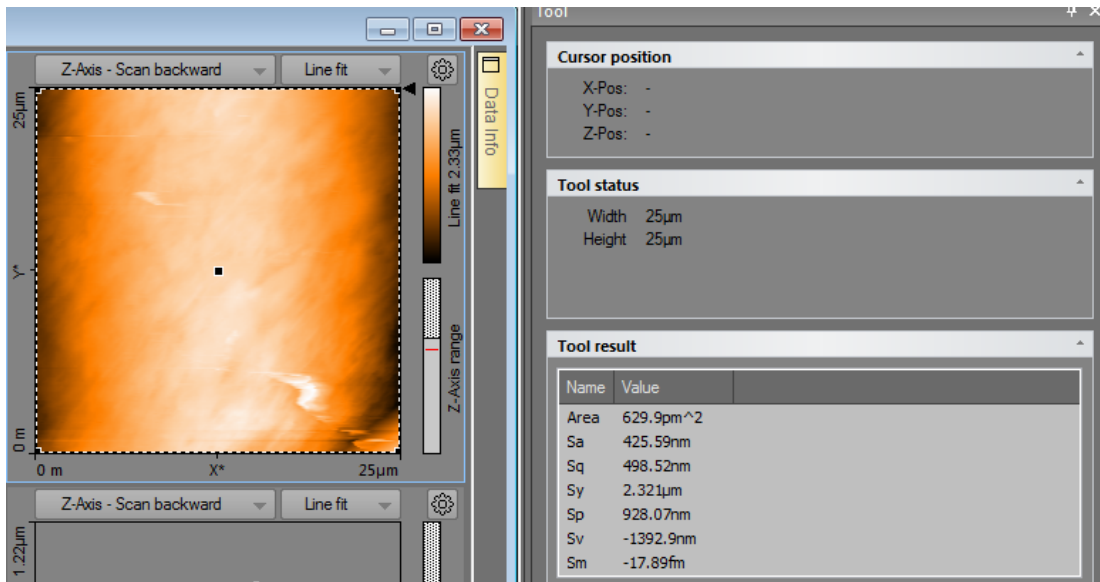 Tool
Z-Axis - Scan backward
Line fit
25µm
Y*
0 m
0 m
X*
25µm
Line fit 2.33µm
Z-Axis range
Data Info
Z-Axis - Scan backward
Line fit
1.22µm
Cursor position
X-Pos: -
Y-Pos: -
Z-Pos: -
Tool status
Width 25µm
Height 25µm
Tool result
Name Value
Area 629.9pm^2
Sa 425.59nm
Sq 498.52nm
Sy 2.321µm
Sp 928.07nm
Sv -1392.9nm
Sm -17.89fm